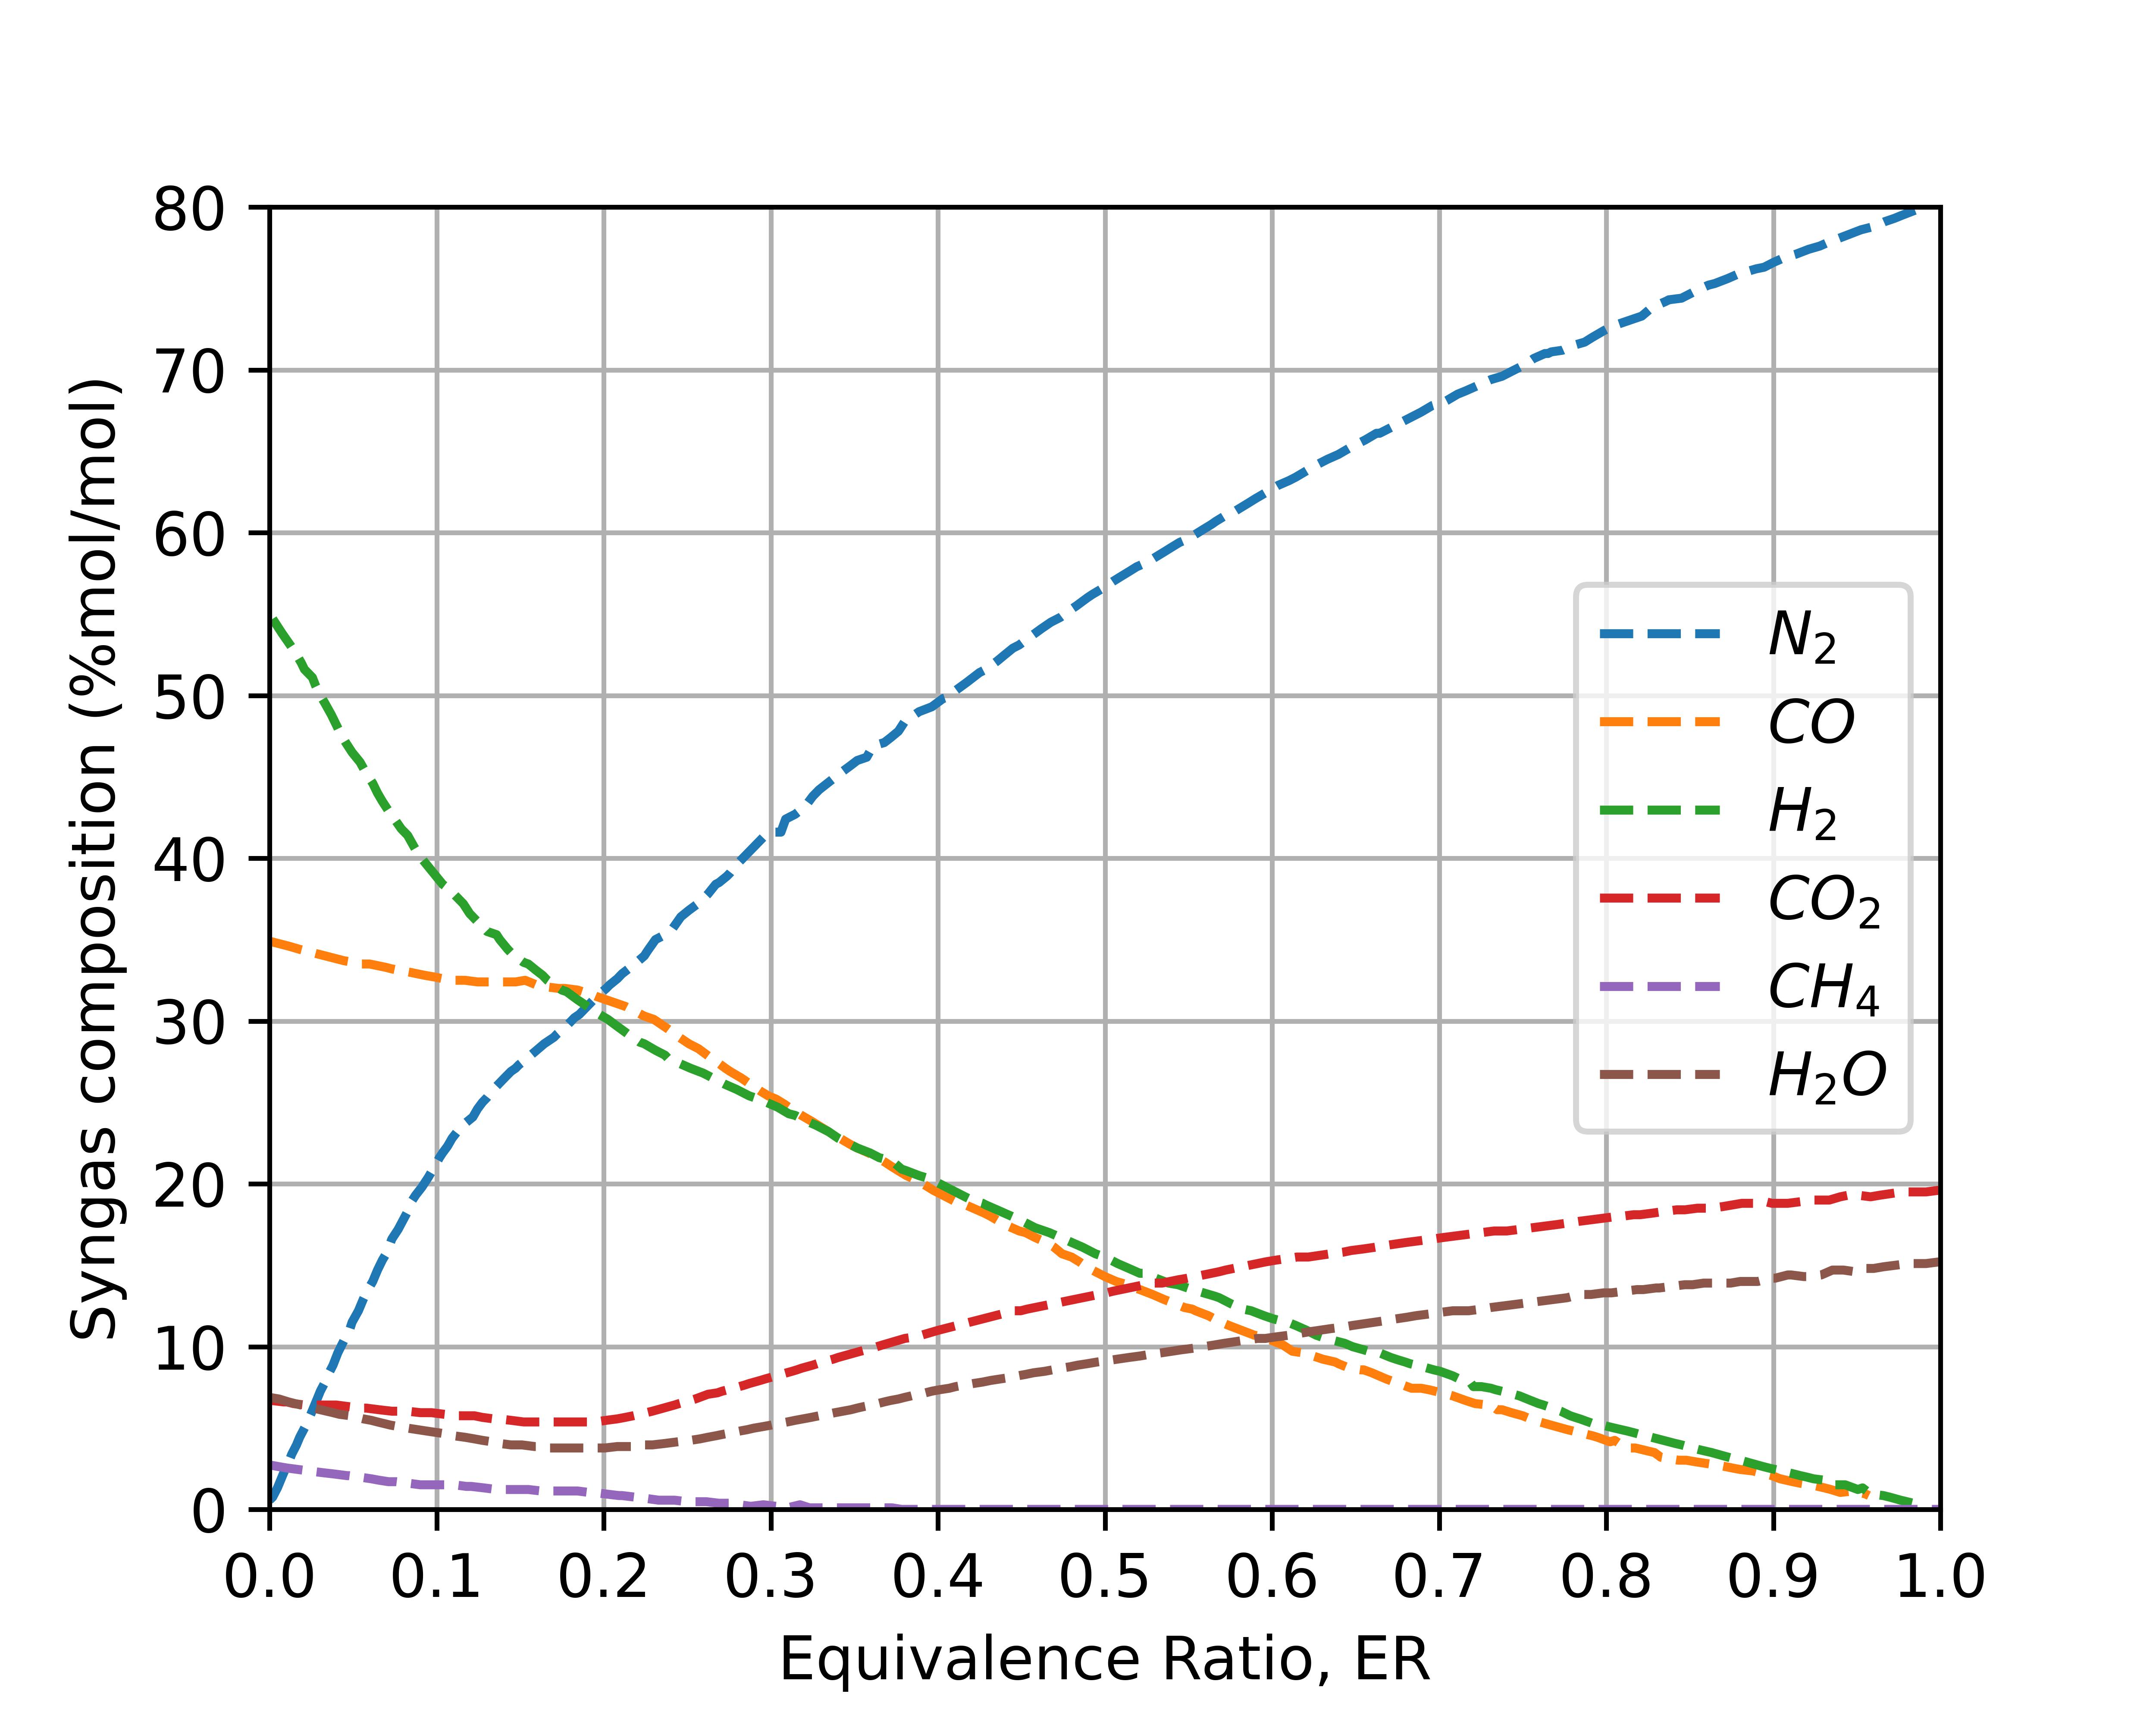 80
70
60
50
40
30
20
10
0
Syngas composition (%mol/mol)
N₂
CO
H₂
CO₂
CH₄
H₂O
0.0 0.1 0.2 0.3 0.4 0.5 0.6 0.7 0.8 0.9 1.0
Equivalence Ratio, ER